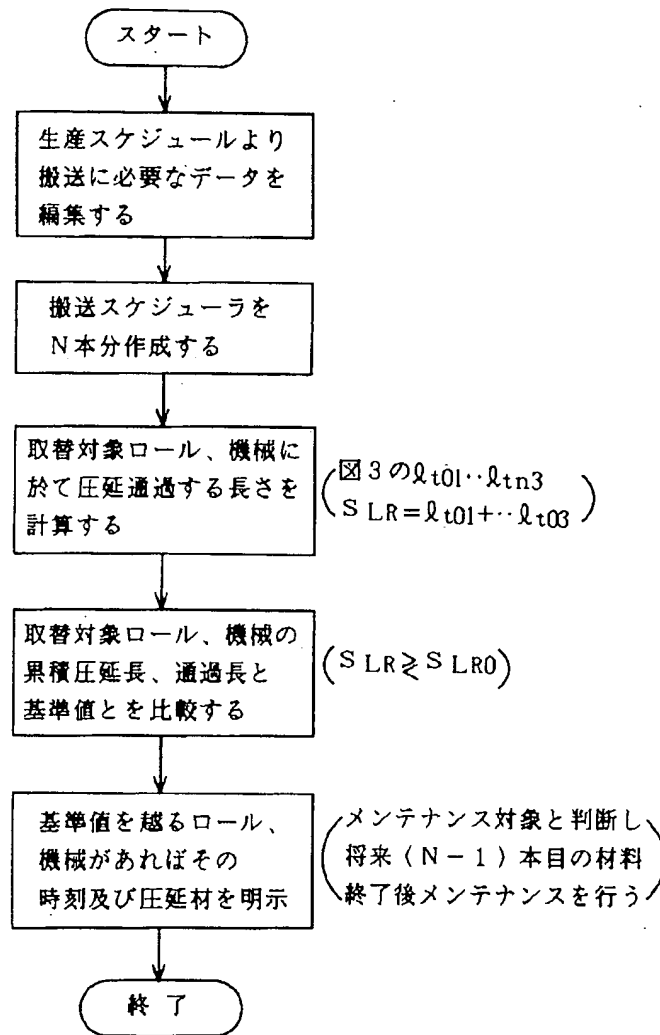 スタート
生産スケジュールより
搬送に必要なデータを
編集する
搬送スケジューラを
N本分作成する
取替対象ロール、機械に
於て圧延通過する長さを
計算する
(図3のℓt01‥ℓtn3
SLR=ℓt01+‥ℓt03)
取替対象ロール、機械の
累積圧延長、通過長と
基準値とを比較する
(SLR≷SLR0)
基準値を越るロール、
機械があればその
時刻及び圧延材を明示
(メンテナンス対象と判断し
将来(N-1)本目の材料
終了後メンテナンスを行う)
終了